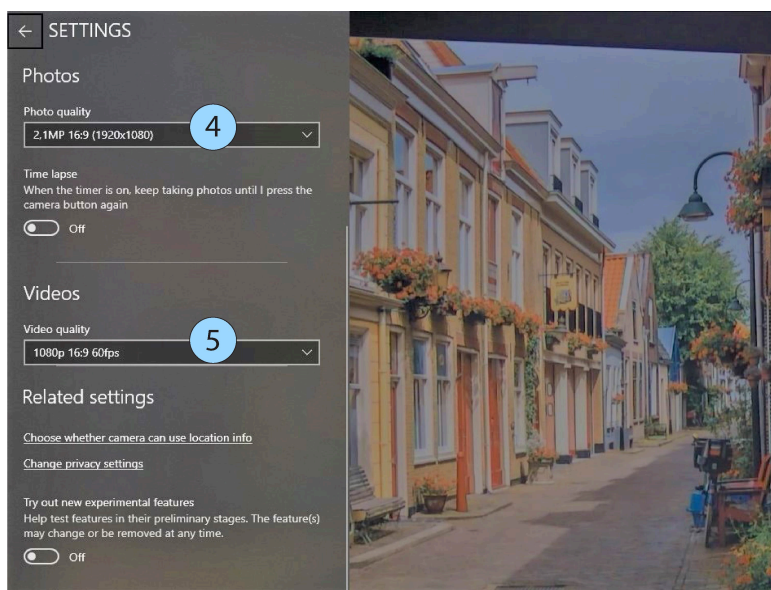 ← SETTINGS
Photos
Photo quality
2,1MP 16:9 (1920x1080)
4
Time lapse
When the timer is on, keep taking photos until I press the
camera button again
Off
Videos
Video quality
1080p 16:9 60fps
5
Related settings
Choose whether camera can use location info
Change privacy settings
Try out new experimental features
Help test features in their preliminary stages. The feature(s)
may change or be removed at any time.
Off